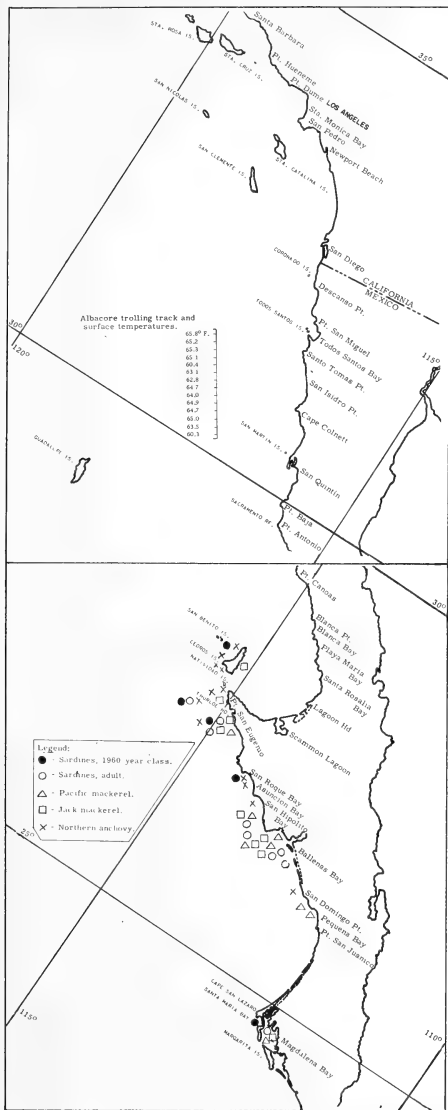 Santa Barbara
STA. ROSA IS.
STA. CRUZ IS.
35°
Pt. Hueneme
Pt. Dume
LOS ANGELES
Sta. Monica Bay
San Pedro
SAN NICOLAS IS.
Newport Beach
STA. CATALINA IS.
SAN CLEMENTE IS.
San Diego
CORONADO IS.
CALIFORNIA
MEXICO
Descanso Pt.
Albacore trolling track and
surface temperatures.
65.8° F.
65.2
65.3
65.1
60.4
63.1
62.8
64.7
64.0
64.9
64.7
65.0
63.5
60.3
TODOS SANTOS IS.
Pt. San Miguel
Todos Santos Bay
Santo Tomas Pt.
San Isidro Pt.
Cape Colnett
30°
120°
115°
SAN MARTIN IS.
San Quintin
GUADALUPE IS.
SACRAMENTO RF.
Pt. Baja
Pt. Antonio
Pt. Canoas
30°
SAN BENITO IS.
Blanca Pt.
Blanca Bay
Playa Maria
Bay
CEDROS IS.
NATIVIDAD IS.
Santa Rosalia
Bay
Pt. San Eugenio
Lagoon Hd
Scammon Lagoon
Legend:
● - Sardines, 1960 year class.
○ - Sardines, adult.
△ - Pacific mackerel.
□ - Jack mackerel.
× - Northern anchovy.
San Roque Bay
Asuncion Bay
San Hipolito
Bay
Ballenas Bay
25°
San Domingo Pt.
Pequena Bay
Pt. San Juanico
CAPE SAN LAZARO
SANTA MARIA BAY
115°
Magdalena Bay
MARGARITA IS.
110°